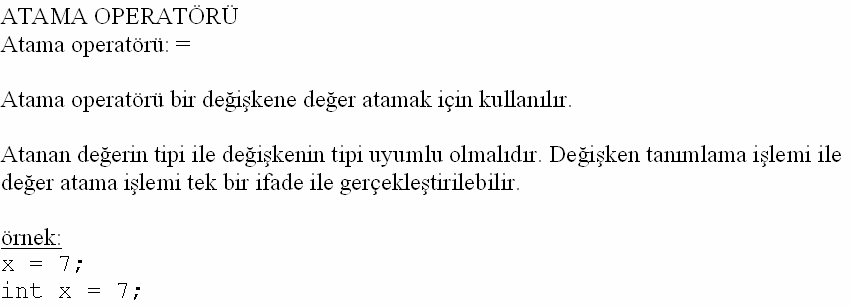 ATAMA OPERATÖRÜ
Atama operatörü: =
Atama operatörü bir değişkene değer atamak için kullanılır.
Atanan değerin tipi ile değişkenin tipi uyumlu olmalıdır. Değişken tanımlama işlemi ile
değer atama işlemi tek bir ifade ile gerçekleştirilebilir.
örnek:
x = 7;
int x = 7;